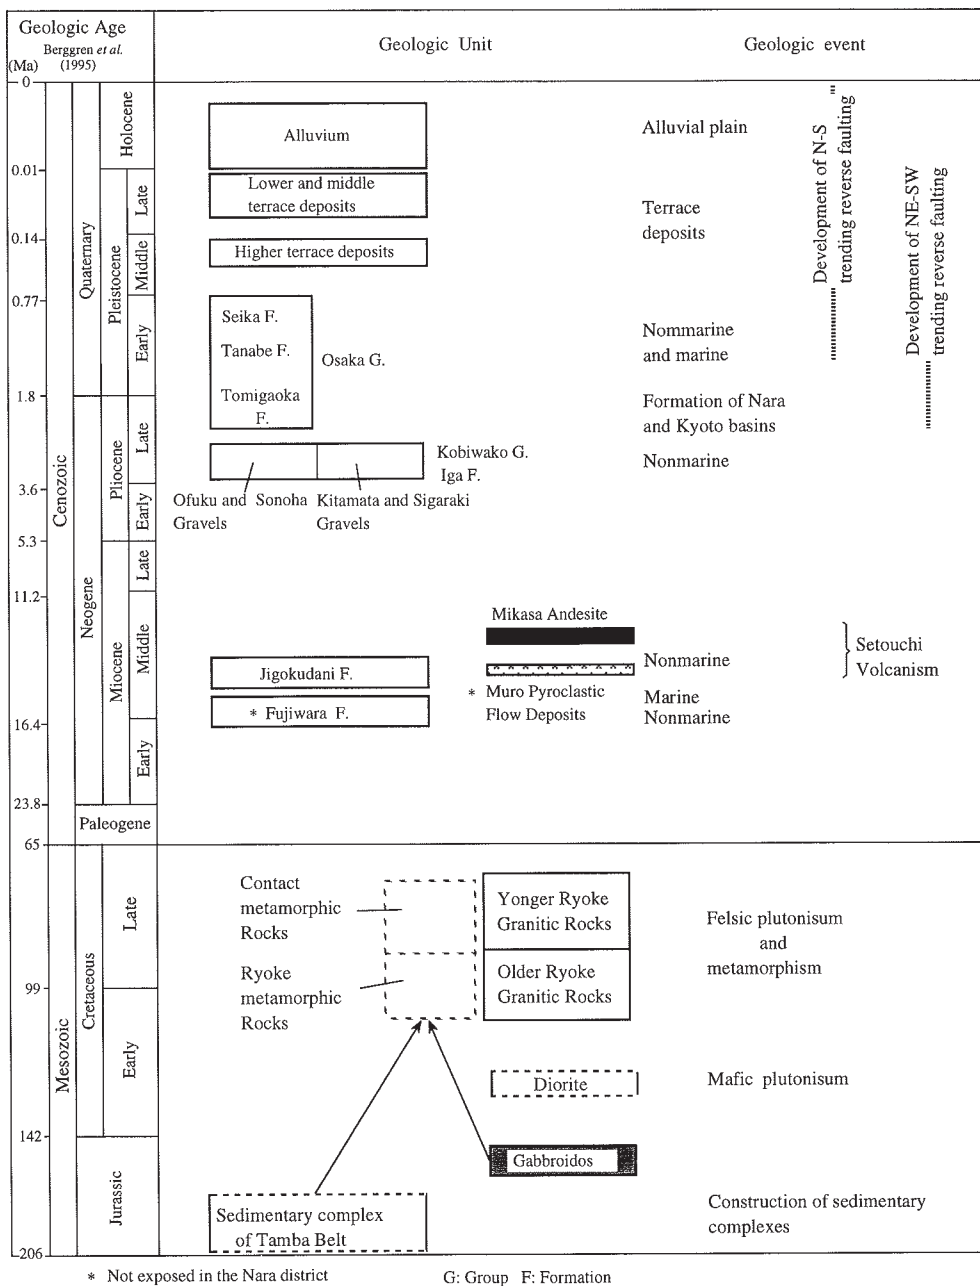 Geologic Age
Berggren et al.
(Ma) (1995)
Geologic Unit
Geologic event
0
0.01
0.14
0.77
1.8
3.6
5.3
11.2
16.4
23.8
65
99
142
206
Cenozoic
Mesozoic
Quaternary
Neogene
Paleogene
Cretaceous
Jurassic
Holocene
Pleistocene
Pliocene
Miocene
Late
Middle
Early
Late
Early
Late
Middle
Early
Late
Early
Alluvium
Lower and middle
terrace deposits
Higher terrace deposits
Seika F.
Tanabe F.
Tomigaoka
F.
Osaka G.
Kobiwako G.
Iga F.
Ofuku and Sonoha
Gravels
Kitamata and Sigaraki
Gravels
Mikasa Andesite
Jigokudani F.
* Fujiwara F.
* Muro Pyroclastic
Flow Deposits
Contact
metamorphic
Rocks
Ryoke
metamorphic
Rocks
Yonger Ryoke
Granitic Rocks
Older Ryoke
Granitic Rocks
Diorite
Gabbroidos
Sedimentary complex
of Tamba Belt
Alluvial plain
Terrace
deposits
Nommarine
and marine
Formation of Nara
and Kyoto basins
Nonmarine
Nonmarine
Marine
Nonmarine
Development of N-S
trending reverse faulting
Development of NE-SW
trending reverse faulting
Setouchi
Volcanism
Felsic plutonisum
and
metamorphism
Mafic plutonisum
Construction of sedimentary
complexes
* Not exposed in the Nara district
G: Group F: Formation